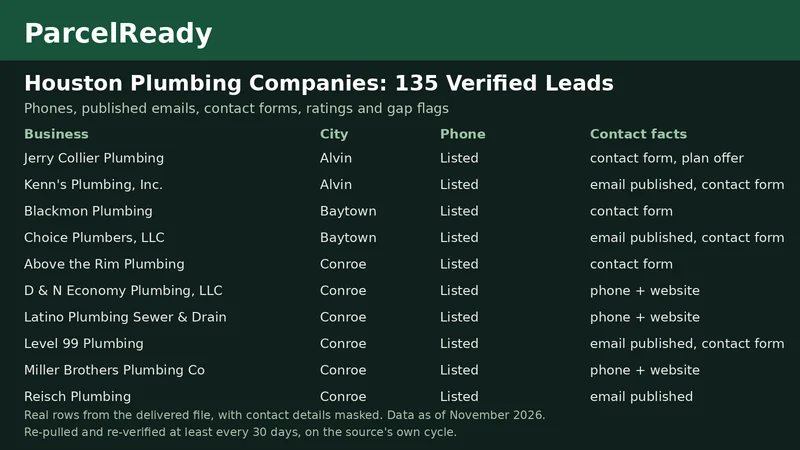 ParcelReady
Houston Plumbing Companies: 135 Verified Leads
Phones, published emails, contact forms, ratings and gap flags
Business City Phone Contact facts
Jerry Collier Plumbing Alvin Listed contact form, plan offer
Kenn's Plumbing, Inc. Alvin Listed email published, contact form
Blackmon Plumbing Baytown Listed contact form
Choice Plumbers, LLC Baytown Listed email published, contact form
Above the Rim Plumbing Conroe Listed contact form
D & N Economy Plumbing, LLC Conroe Listed phone + website
Latino Plumbing Sewer & Drain Conroe Listed phone + website
Level 99 Plumbing Conroe Listed email published, contact form
Miller Brothers Plumbing Co Conroe Listed phone + website
Reisch Plumbing Conroe Listed email published
Real rows from the delivered file, with contact details masked. Data as of November 2026.
Re-pulled and re-verified at least every 30 days, on the source's own cycle.